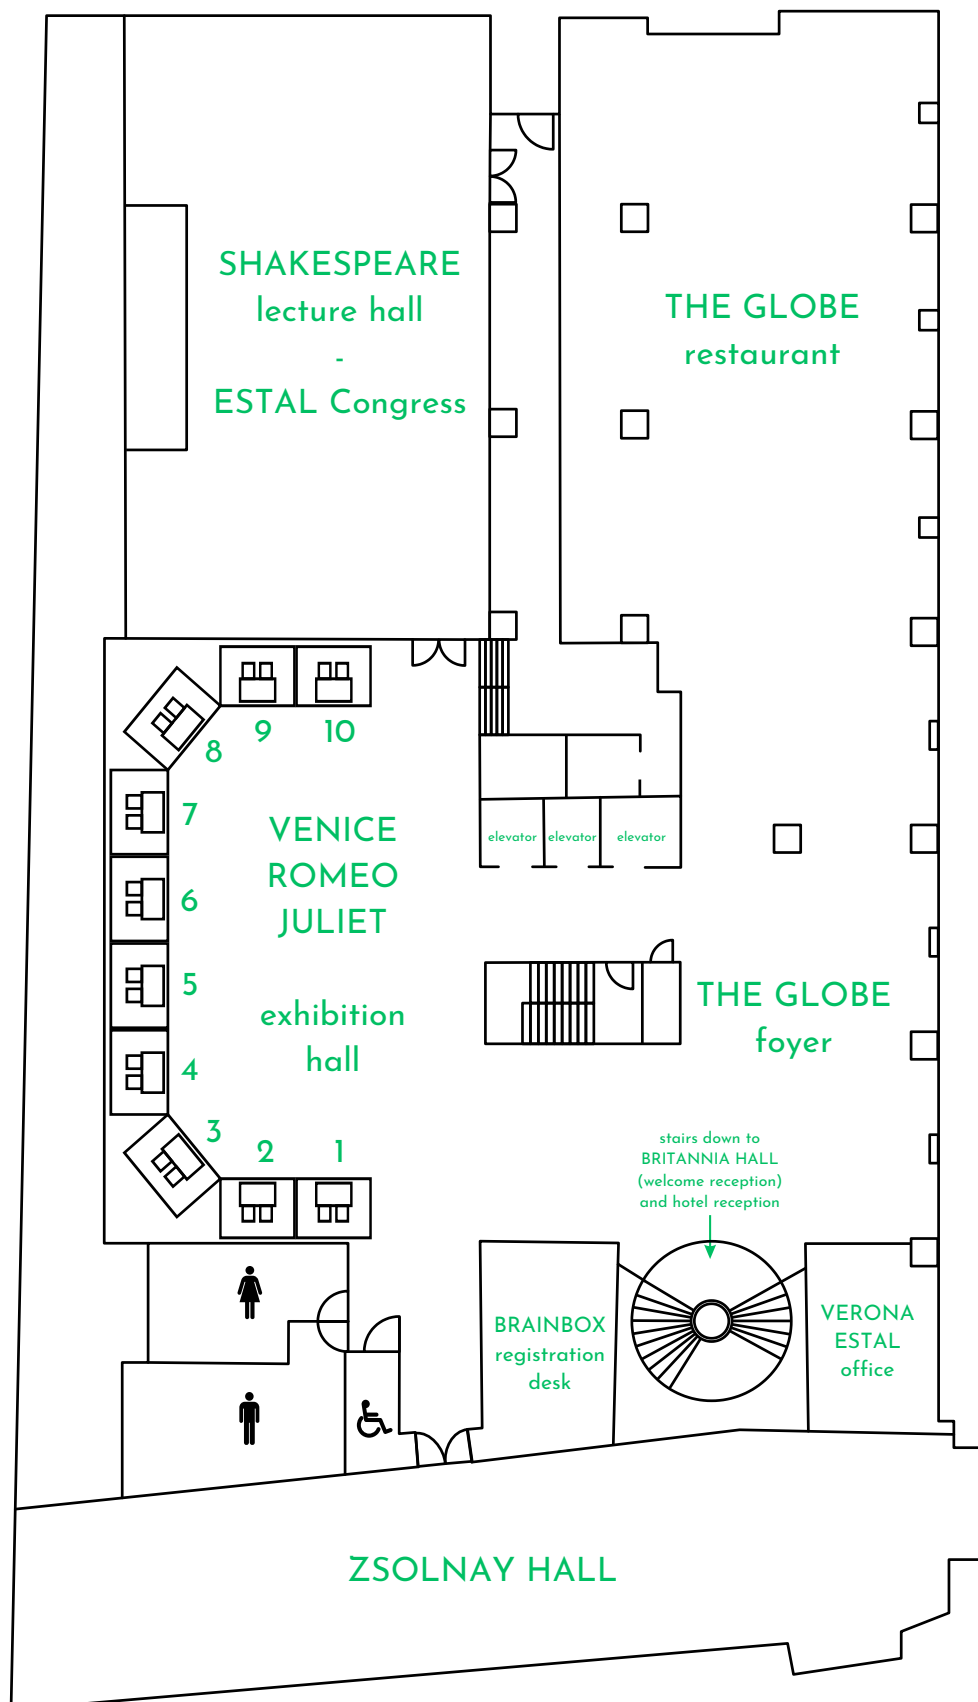 SHAKESPEARE
lecture hall
-
ESTAL Congress
THE GLOBE
restaurant
9
10
8
7
6
5
4
3
2
1
VENICE
ROMEO
JULIET
exhibition
hall
elevator
elevator
elevator
THE GLOBE
foyer
stairs down to
BRITANNIA HALL
(welcome reception)
and hotel reception
BRAINBOX
registration
desk
VERONA
ESTAL
office
ZSOLNAY HALL